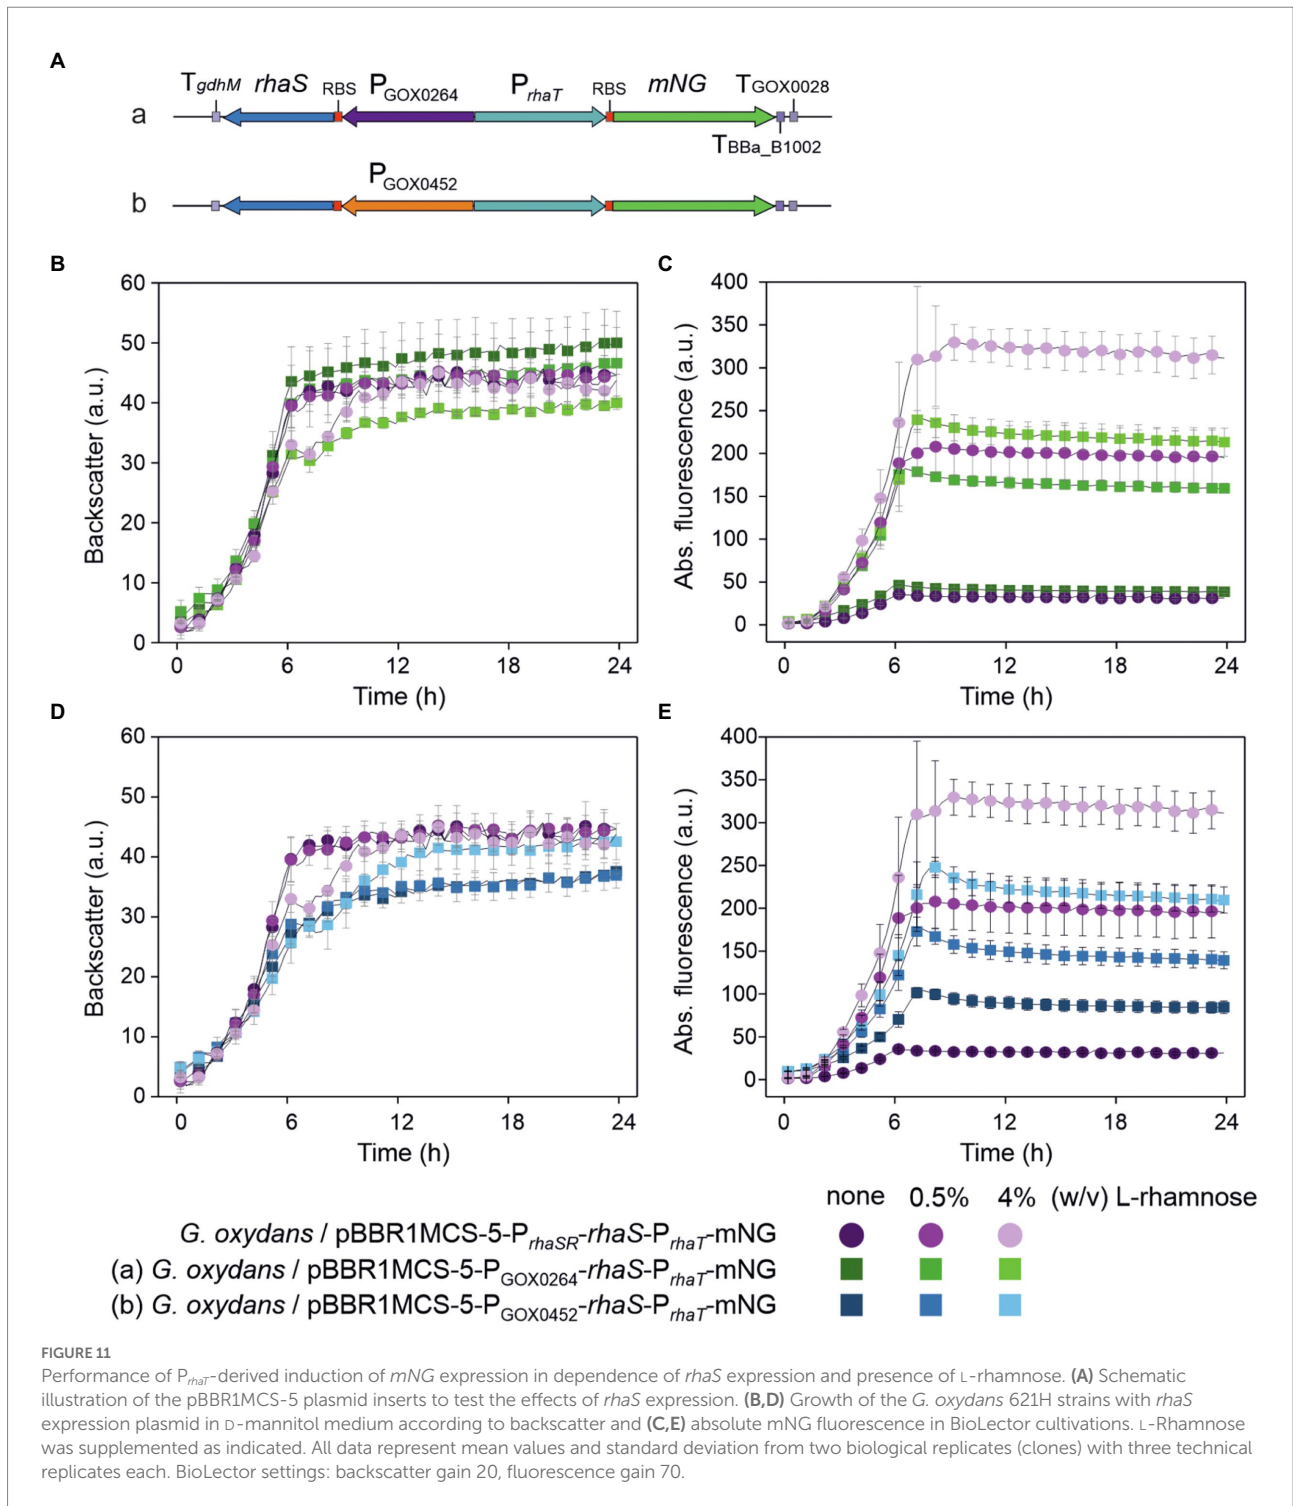 A
TgdhM rhaS RBS PGOX0264 PrhaT RBS mNG TGOX0028
a
TBBa_B1002
PGOX0452
b
B
60
50
40
30
20
10
0
Backscatter (a.u.)
0 6 12 18 24
Time (h)
C
400
350
300
250
200
150
100
50
0
Abs. fluorescence (a.u.)
0 6 12 18 24
Time (h)
D
60
50
40
30
20
10
0
Backscatter (a.u.)
0 6 12 18 24
Time (h)
E
400
350
300
250
200
150
100
50
0
Abs. fluorescence (a.u.)
0 6 12 18 24
Time (h)
none 0.5% 4% (w/v) L-rhamnose
G. oxydans / pBBR1MCS-5-PrhaSR-rhaS-PrhaT-mNG
(a) G. oxydans / pBBR1MCS-5-PGOX0264-rhaS-PrhaT-mNG
(b) G. oxydans / pBBR1MCS-5-PGOX0452-rhaS-PrhaT-mNG
FIGURE 11
Performance of PrhaT-derived induction of mNG expression in dependence of rhaS expression and presence of L-rhamnose. (A) Schematic
illustration of the pBBR1MCS-5 plasmid inserts to test the effects of rhaS expression. (B,D) Growth of the G. oxydans 621H strains with rhaS
expression plasmid in D-mannitol medium according to backscatter and (C,E) absolute mNG fluorescence in BioLector cultivations. L-Rhamnose
was supplemented as indicated. All data represent mean values and standard deviation from two biological replicates (clones) with three technical
replicates each. BioLector settings: backscatter gain 20, fluorescence gain 70.